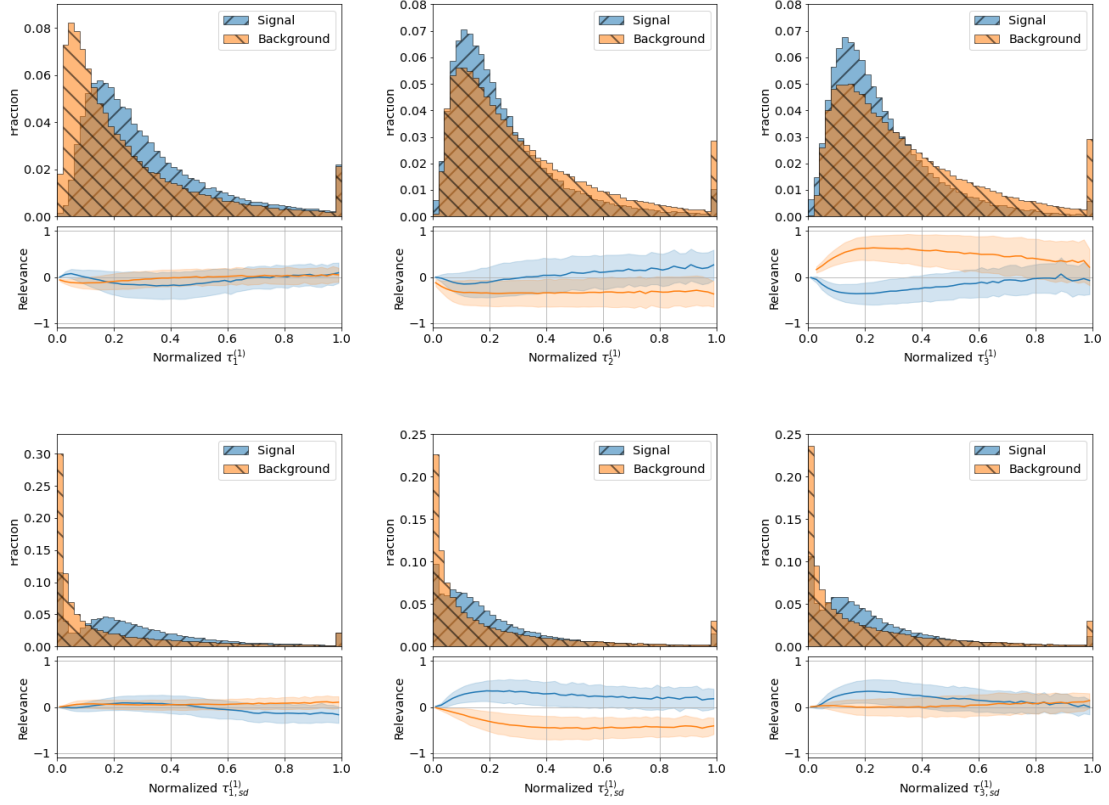 Signal
Background
0.08
0.06
0.04
0.02
0.00
Fraction
1
0
−1
Relevance
0.0 0.2 0.4 0.6 0.8 1.0
Normalized τ₁⁽¹⁾
Signal
Background
0.08
0.07
0.06
0.05
0.04
0.03
0.02
0.01
0.00
Fraction
1
0
−1
Relevance
0.0 0.2 0.4 0.6 0.8 1.0
Normalized τ₂⁽¹⁾
Signal
Background
0.08
0.07
0.06
0.05
0.04
0.03
0.02
0.01
0.00
Fraction
1
0
−1
Relevance
0.0 0.2 0.4 0.6 0.8 1.0
Normalized τ₃⁽¹⁾
Signal
Background
0.30
0.25
0.20
0.15
0.10
0.05
0.00
Fraction
1
0
−1
Relevance
0.0 0.2 0.4 0.6 0.8 1.0
Normalized τ₁,sd⁽¹⁾
Signal
Background
0.25
0.20
0.15
0.10
0.05
0.00
Fraction
1
0
−1
Relevance
0.0 0.2 0.4 0.6 0.8 1.0
Normalized τ₂,sd⁽¹⁾
Signal
Background
0.25
0.20
0.15
0.10
0.05
0.00
Fraction
1
0
−1
Relevance
0.0 0.2 0.4 0.6 0.8 1.0
Normalized τ₃,sd⁽¹⁾